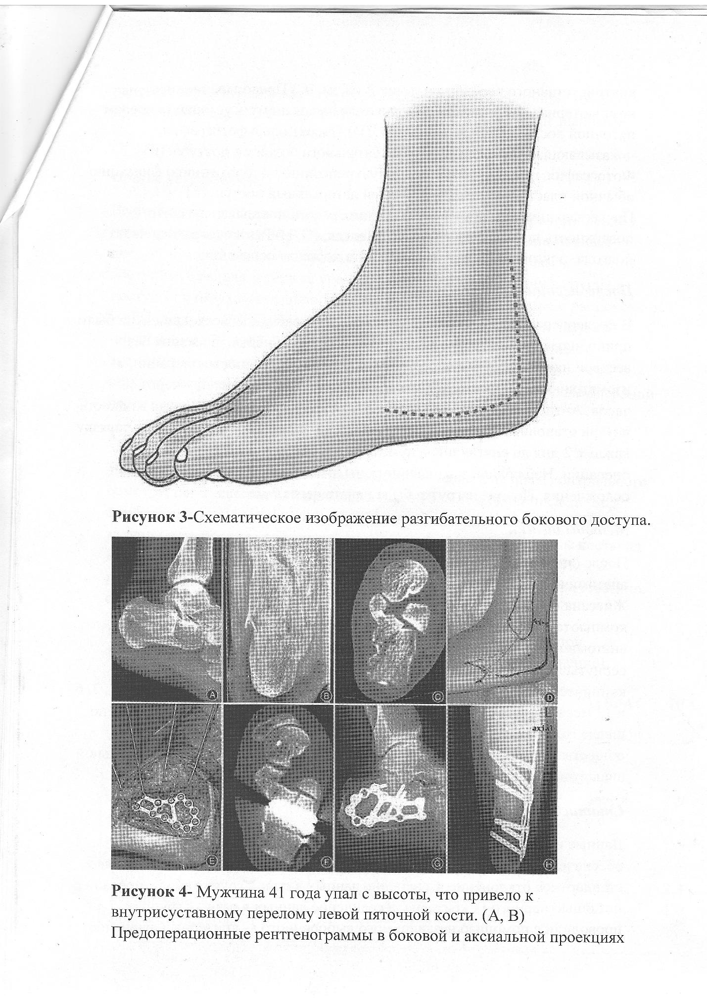 Рисунок 3-Схематическое изображение разгибательного бокового доступа.
A
B
C
D
E
F
G
L
axial
H
Рисунок 4- Мужчина 41 года упал с высоты, что привело к
внутрисуставному перелому левой пяточной кости. (A, B)
Предоперационные рентгенограммы в боковой и аксиальной проекциях